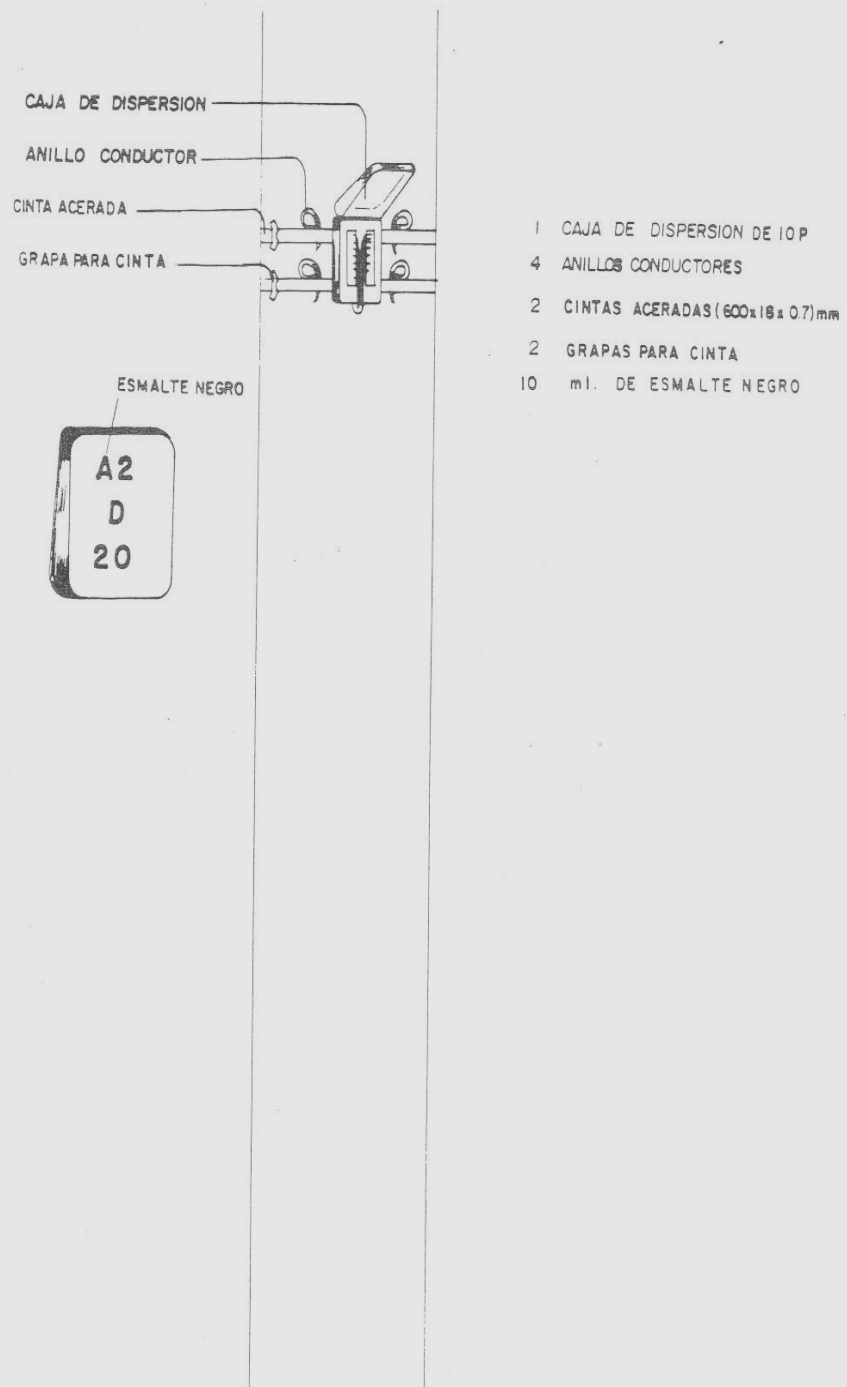 CAJA DE DISPERSION
ANILLO CONDUCTOR
CINTA ACERADA
GRAPA PARA CINTA
1 CAJA DE DISPERSION DE 10 P
4 ANILLOS CONDUCTORES
2 CINTAS ACERADAS (600x18x0.7)mm
2 GRAPAS PARA CINTA
10 ml. DE ESMALTE NEGRO
ESMALTE NEGRO
A2
D
20